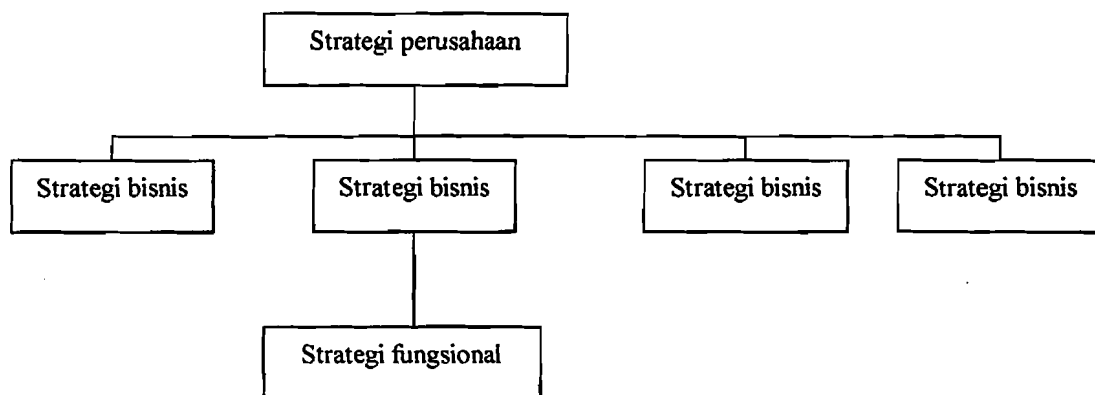 Strategi perusahaan
Strategi bisnis
Strategi bisnis
Strategi bisnis
Strategi bisnis
Strategi fungsional